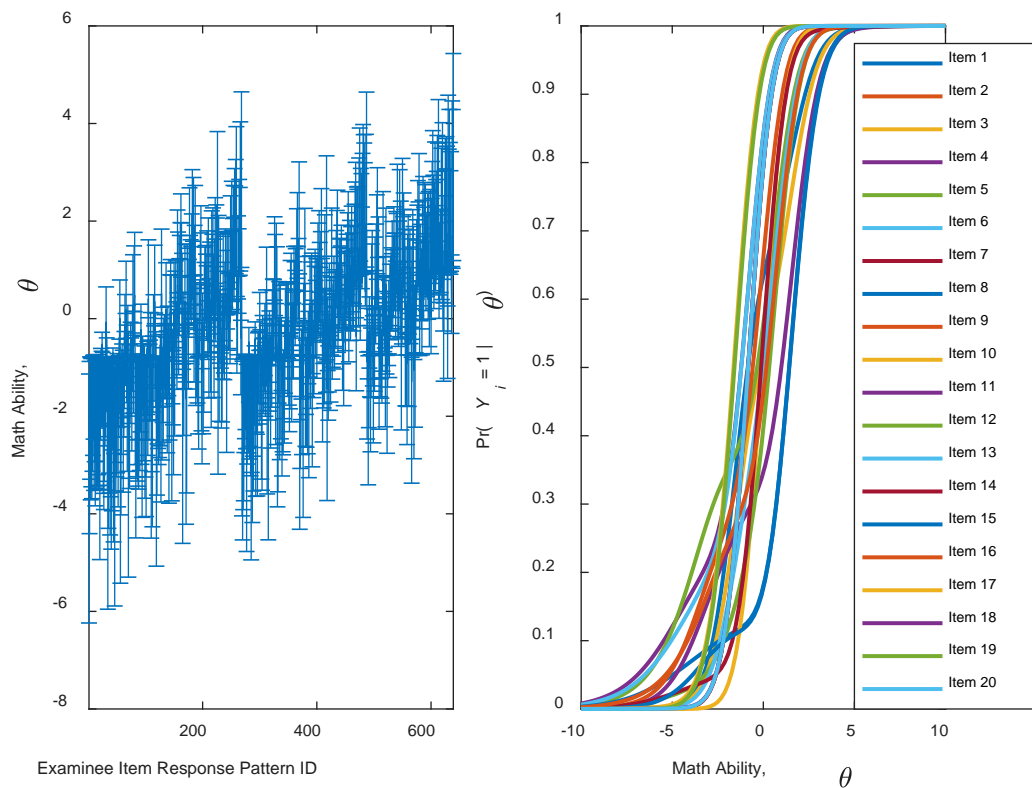 6
4
2
0
-2
-4
-6
-8
Math Ability, θ
200
400
600
Examinee Item Response Pattern ID
1
0.9
0.8
0.7
0.6
0.5
0.4
0.3
0.2
0.1
0
Pr( Y i = 1 | θ)
-10
-5
0
5
10
Math Ability, θ
Item 1
Item 2
Item 3
Item 4
Item 5
Item 6
Item 7
Item 8
Item 9
Item 10
Item 11
Item 12
Item 13
Item 14
Item 15
Item 16
Item 17
Item 18
Item 19
Item 20